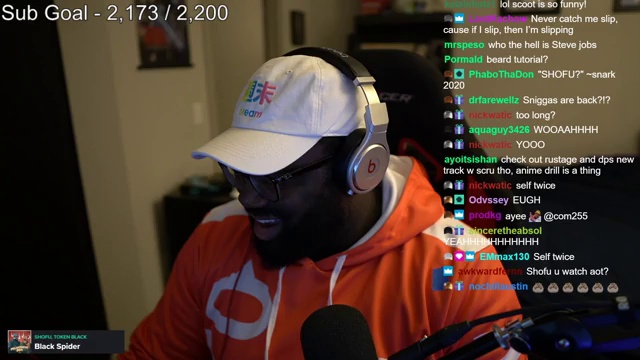 Sub Goal - 2,173 / 2,200
lol scoot is so funny!
Never catch me slip,
cause if I slip, then I'm slipping
mrspeso who the hell is Steve jobs
Pormald beard tutorial?
PhaboThaDon "SHOFU?" ~snark
2020
drfarewellz Sniggas are back?!?
nickwatic too long?
aquaguy3426 WOOAAHHHH
nickwatic YOOO
ayoitsishan check out rustage and dps new
track w scru tho, anime drill is a thing
nickwatic self twice
Odvssey EUGH
prodkg ayee @com255
sinceretheabsol
YEAHHHHHHHHHHH
EMmax130 Self twice
Shofu u watch aot?
SHOFU, TOKEN BLACK
Black Spider
b